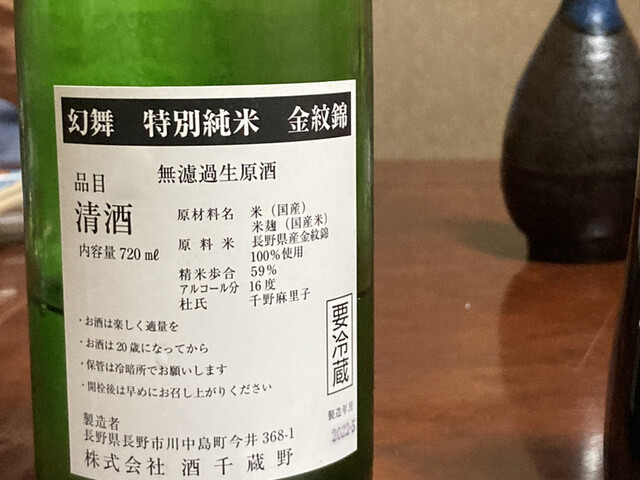 幻舞 特別純米 金紋錦
無濾過生原酒
品目
清酒
内容量720㎖
原材料名 米（国産）
米麹（国産米）
原料米 長野県産金紋錦
100%使用
精米歩合 59%
アルコール分 16度
杜氏 千野麻里子
・お酒は楽しく適量を
・お酒は20歳になってから
・保管は冷暗所でお願いします
・開栓後は早めにお召し上がりください
要冷蔵
製造者
長野県長野市川中島町今井368-1
株式会社 酒千蔵野
製造年月
2022.5